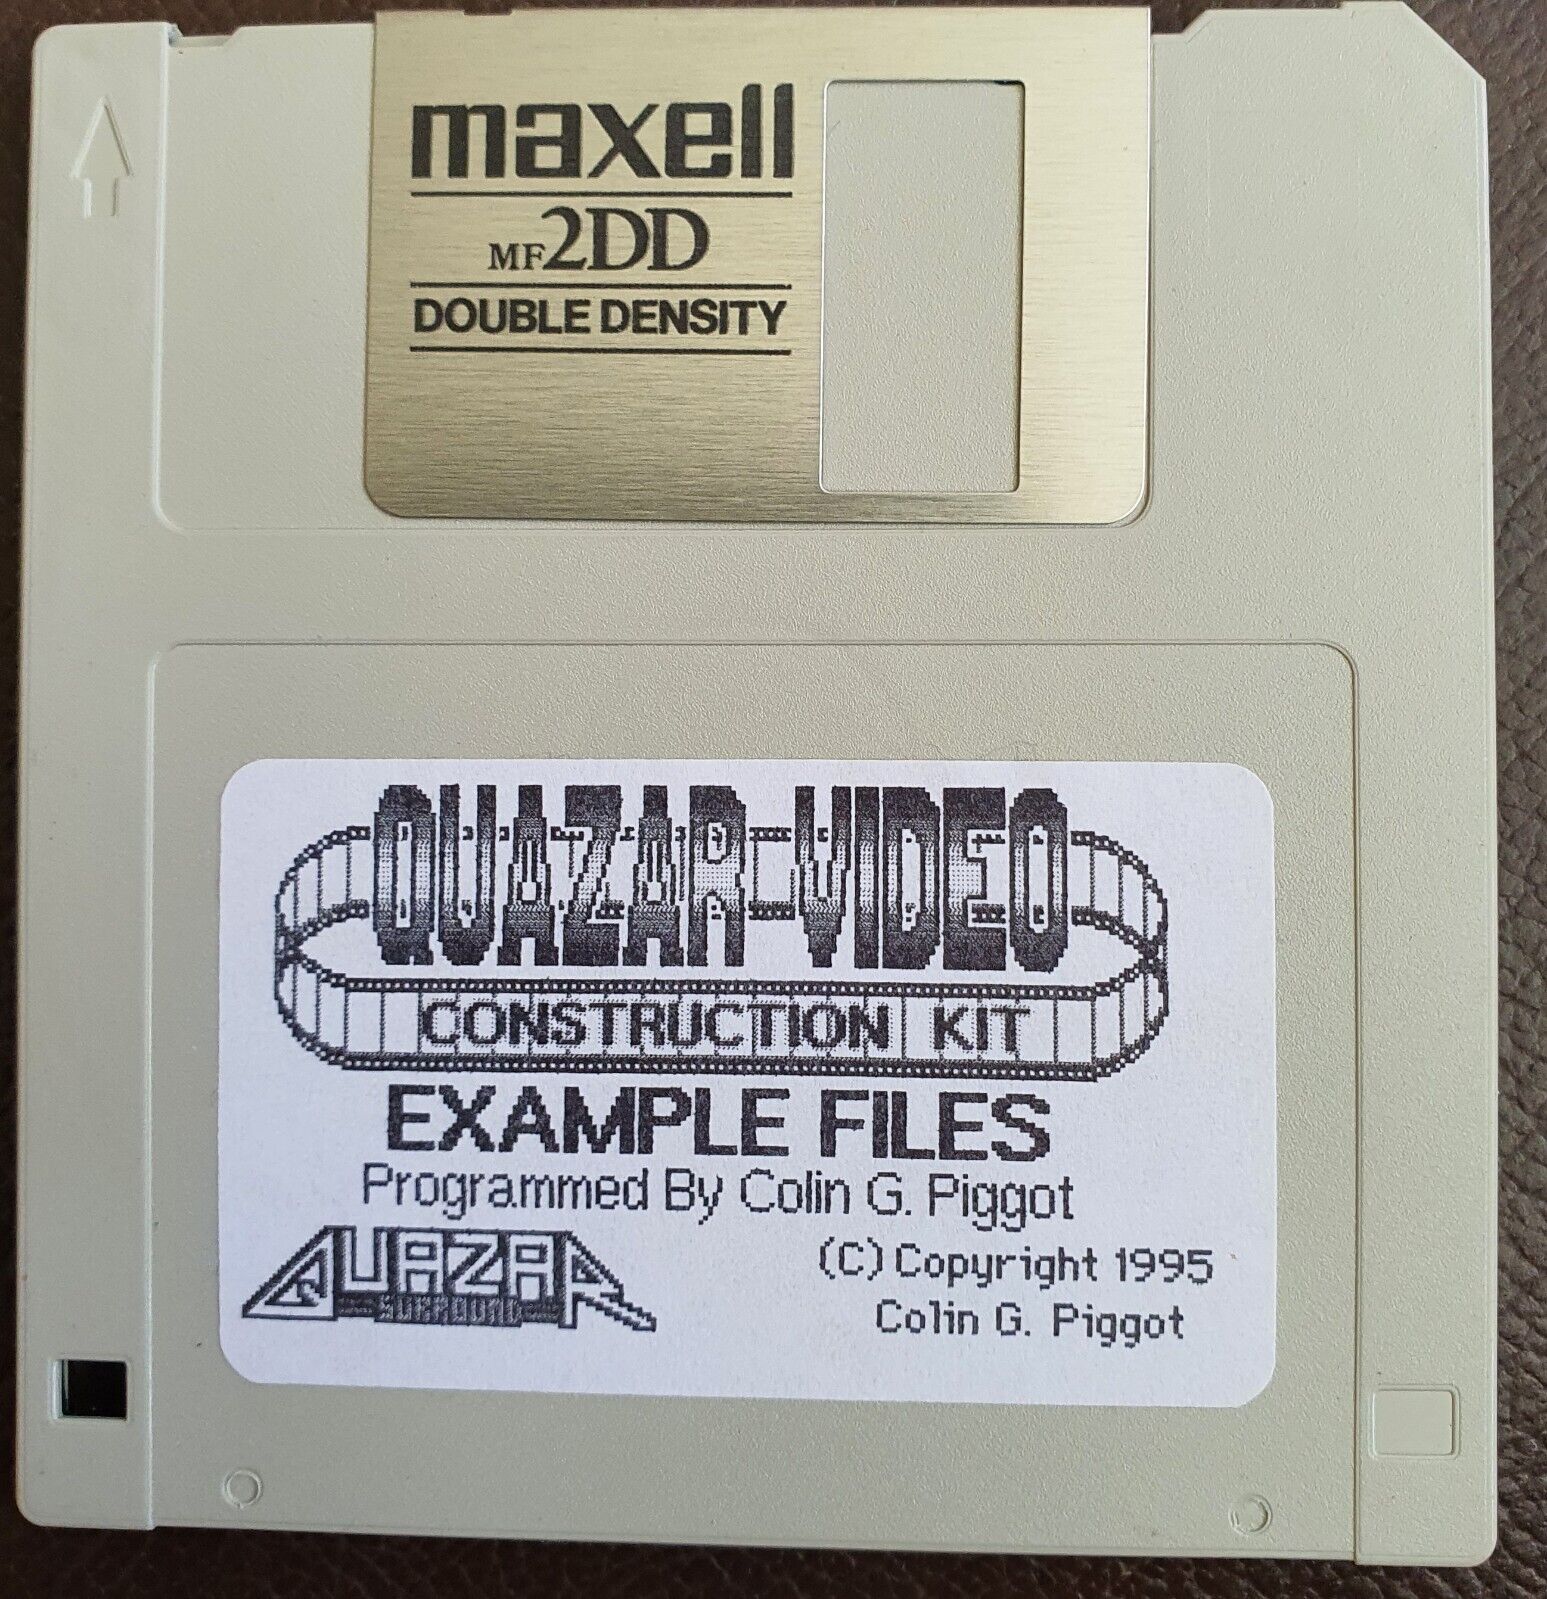 maxell
MF2DD
DOUBLE DENSITY
QUAZAR-VIDEO
CONSTRUCTION KIT
EXAMPLE FILES
Programmed By Colin G. Piggot
QUAZAR
SURROUND
(C) Copyright 1995
Colin G. Piggot